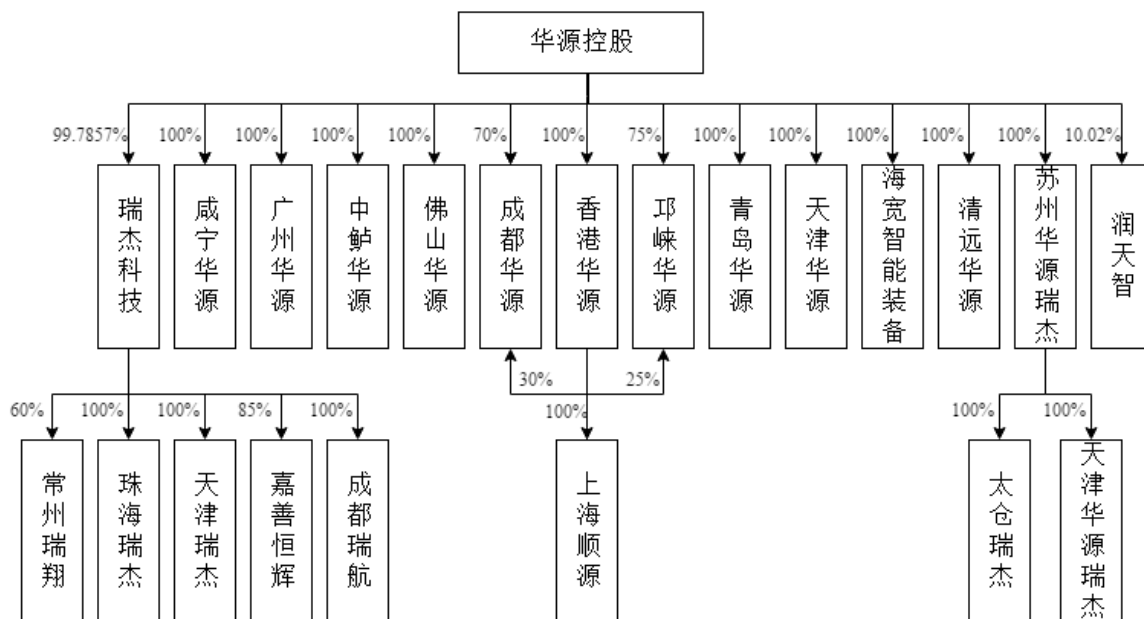 华源控股
99.7857%
100%
100%
100%
100%
70%
100%
75%
100%
100%
100%
100%
100%
10.02%
瑞杰科技
咸宁华源
广州华源
中鲈华源
佛山华源
成都华源
香港华源
邛崃华源
青岛华源
天津华源
海宽智能装备
清远华源
苏州华源瑞杰
润天智
30%
25%
60%
100%
100%
85%
100%
100%
100%
100%
常州瑞翔
珠海瑞杰
天津瑞杰
嘉善恒辉
成都瑞航
上海顺源
太仓瑞杰
天津华源瑞杰